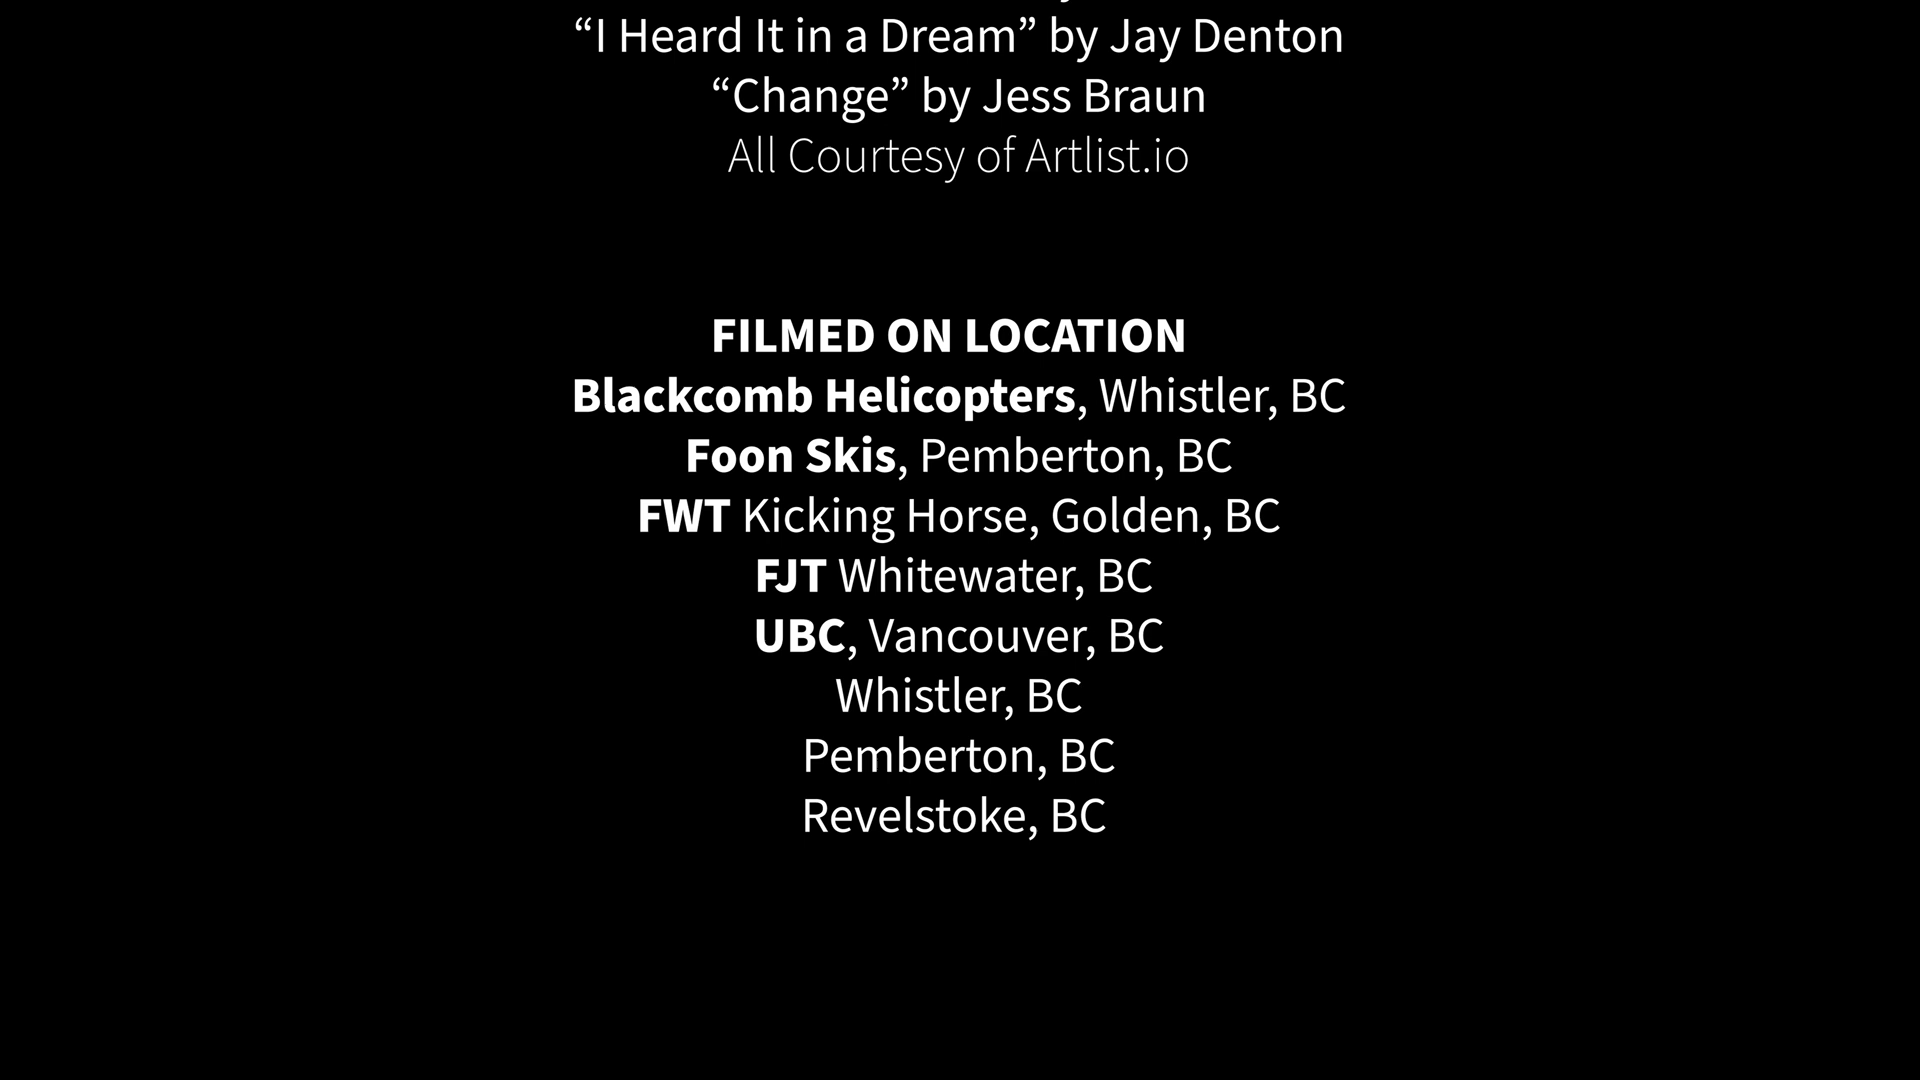 “I Heard It in a Dream” by Jay Denton
“Change” by Jess Braun
All Courtesy of Artlist.io
FILMED ON LOCATION
Blackcomb Helicopters, Whistler, BC
Foon Skis, Pemberton, BC
FWT Kicking Horse, Golden, BC
FJT Whitewater, BC
UBC, Vancouver, BC
Whistler, BC
Pemberton, BC
Revelstoke, BC